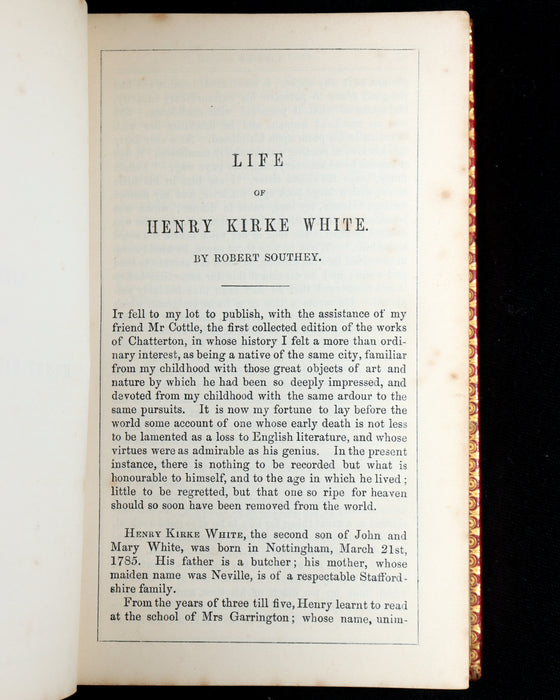 LIFE
OF
HENRY KIRKE WHITE.
BY ROBERT SOUTHEY.
IT fell to my lot to publish, with the assistance of my
friend Mr Cottle, the first collected edition of the works
of Chatterton, in whose history I felt a more than ordi-
nary interest, as being a native of the same city, familiar
from my childhood with those great objects of art and
nature by which he had been so deeply impressed, and
devoted from my childhood with the same ardour to the
same pursuits. It is now my fortune to lay before the
world some account of one whose early death is not less
to be lamented as a loss to English literature, and whose
virtues were as admirable as his genius. In the present
instance, there is nothing to be recorded but what is
honourable to himself, and to the age in which he lived;
little to be regretted, but that one so ripe for heaven
should so soon have been removed from the world.
HENRY KIRKE WHITE, the second son of John and
Mary White, was born in Nottingham, March 21st,
1785. His father is a butcher; his mother, whose
maiden name was Neville, is of a respectable Stafford-
shire family.
From the years of three till five, Henry learnt to read
at the school of Mrs Garrington; whose name, unim-